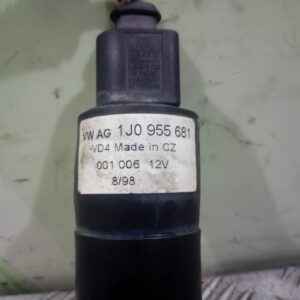 VW AG 1J0 955 681
-VD4 Made in CZ
001 006 12V
8/98